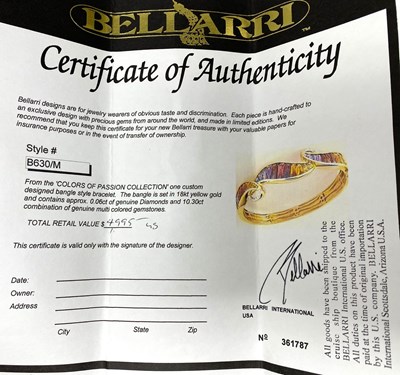 BELLARRI
TM
Certificate of Authenticity
Bellarri designs are for jewelry wearers of obvious taste and discrimination. Each piece is hand-crafted to
an exclusive design with precious gems from around the world, and made in limited editions. We
recommend that you keep this certificate for your new Bellarri treasure with your valuable papers for
insurance purposes or in the event of transfer of ownership.
Style #
B630/M
From the 'COLORS OF PASSION COLLECTION' one custom
designed bangle style bracelet. The bangle is set in 18kt yellow gold
and contains approx. 0.06ct of genuine Diamonds and 10.30ct
combination of genuine multi colored gemstones.
TOTAL RETAIL VALUE $ 4995
This certificate is valid only with the signature of the designer.
Date:
Owner:
Address
City State Zip
Bellarri
BELLARRI INTERNATIONAL
USA
No 361787
All goods have been shipped to the
cruise ship boutique from the
BELLARRI International U.S. office.
All duties on this product have been
paid at the time of original importation
by this U.S. company. BELLARRI
International Scottsdale, Arizona U.S.A.